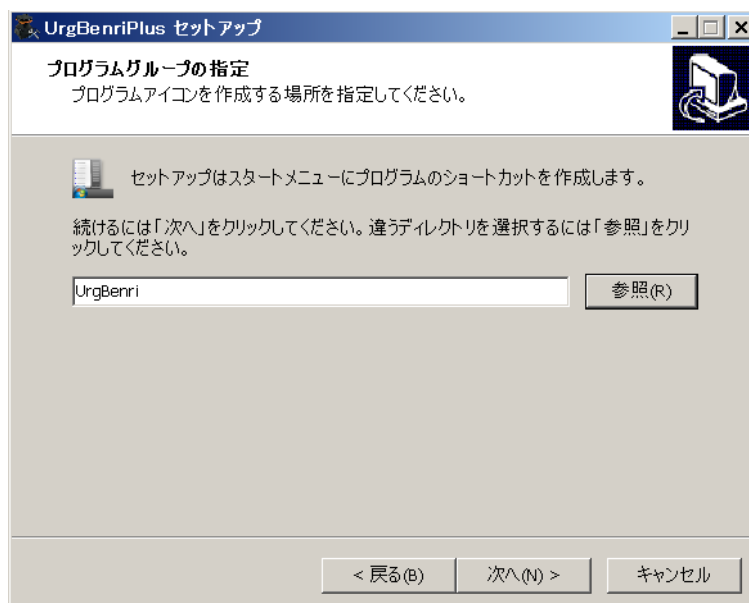 UrgBenriPlus セットアップ
プログラムグループの指定
プログラムアイコンを作成する場所を指定してください。
セットアップはスタートメニューにプログラムのショートカットを作成します。
続けるには「次へ」をクリックしてください。違うディレクトリを選択するには「参照」をクリ
ックしてください。
UrgBenri
参照(R)
< 戻る(B)
次へ(N) >
キャンセル